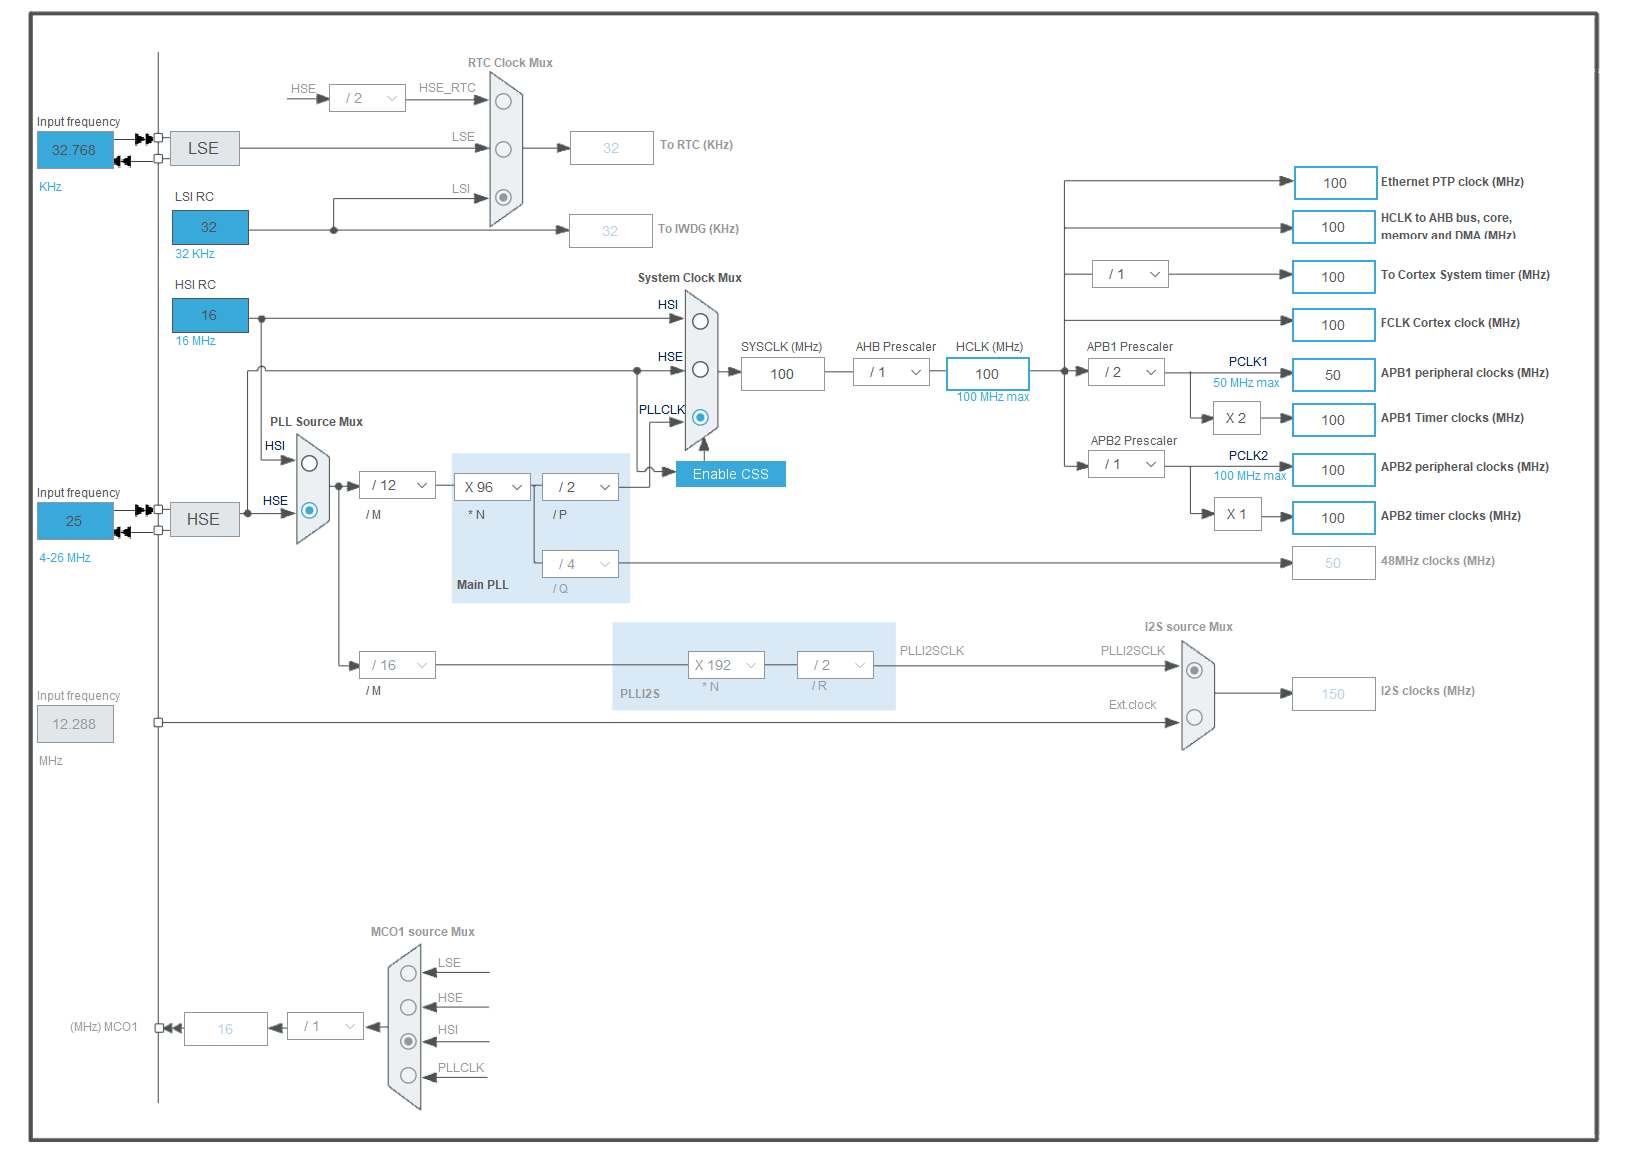 RTC Clock Mux
HSE
/ 2
HSE_RTC
Input frequency
32.768
KHz
LSE
LSE
32
To RTC (KHz)
LSI
LSI RC
32
32 KHz
32
To IWDG (KHz)
HSI RC
16
16 MHz
System Clock Mux
HSI
HSE
PLLCLK
Enable CSS
SYSCLK (MHz)
100
AHB Prescaler
/ 1
HCLK (MHz)
100
100 MHz max
100
Ethernet PTP clock (MHz)
100
HCLK to AHB bus, core,
memory and DMA (MHz)
/ 1
100
To Cortex System timer (MHz)
100
FCLK Cortex clock (MHz)
APB1 Prescaler
/ 2
PCLK1
50 MHz max
50
APB1 peripheral clocks (MHz)
X 2
100
APB1 Timer clocks (MHz)
APB2 Prescaler
/ 1
PCLK2
100 MHz max
100
APB2 peripheral clocks (MHz)
X 1
100
APB2 timer clocks (MHz)
50
48MHz clocks (MHz)
PLL Source Mux
HSI
HSE
Input frequency
25
4-26 MHz
HSE
/ 12
/ M
X 96
* N
/ 2
/ P
/ 4
/ Q
Main PLL
/ 16
/ M
X 192
* N
/ 2
/ R
PLLI2S
PLLI2SCLK
I2S source Mux
PLLI2SCLK
Ext.clock
150
I2S clocks (MHz)
Input frequency
12.288
MHz
MCO1 source Mux
LSE
HSE
HSI
PLLCLK
(MHz) MCO1
16
/ 1